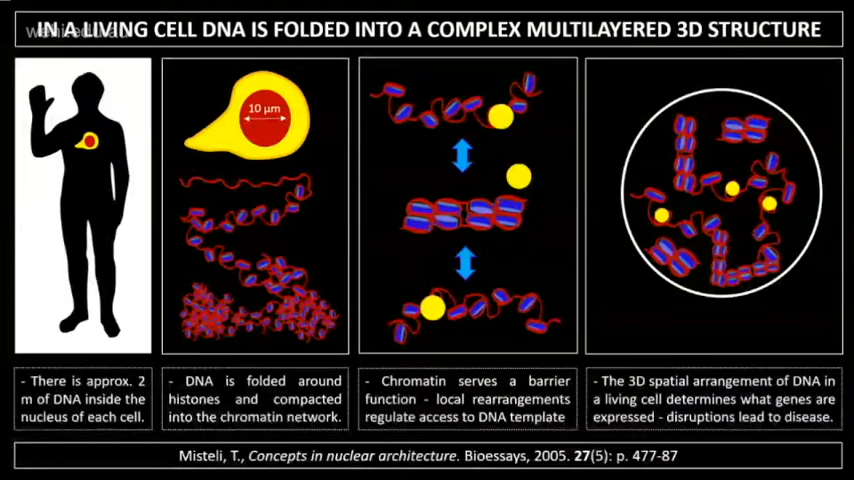 IN A LIVING CELL DNA IS FOLDED INTO A COMPLEX MULTILAYERED 3D STRUCTURE
wehi.edu.au
10 µm
- There is approx. 2
m of DNA inside the
nucleus of each cell.
- DNA is folded around
histones and compacted
into the chromatin network.
- Chromatin serves a barrier
function - local rearrangements
regulate access to DNA template
- The 3D spatial arrangement of DNA in
a living cell determines what genes are
expressed - disruptions lead to disease.
Misteli, T., Concepts in nuclear architecture. Bioessays, 2005. 27(5): p. 477-87